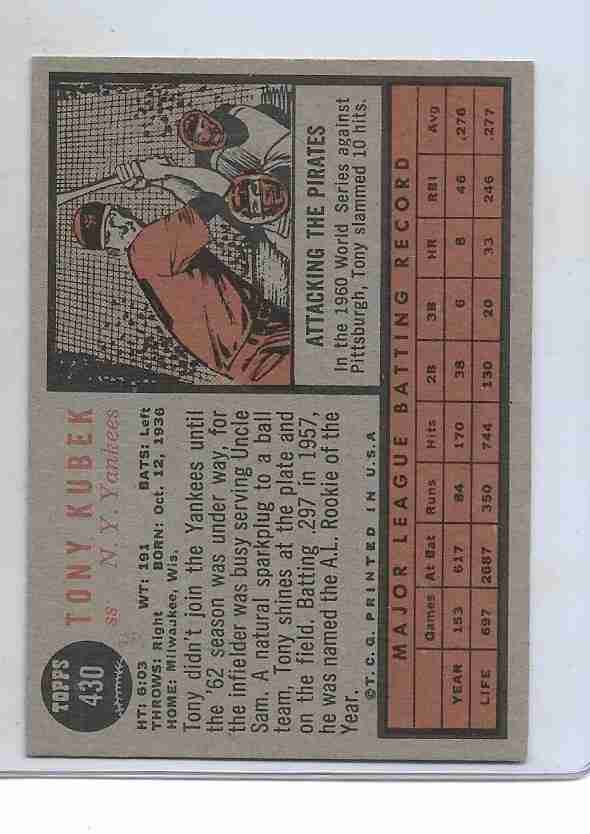 TOPPS
430
TONY KUBEK
ss N. Y. Yankees
HT: 6:03 WT: 191 BATS: Left
THROWS: Right BORN: Oct. 12, 1936
HOME: Milwaukee, Wis.
Tony didn't join the Yankees until
the '62 season was under way, for
the infielder was busy serving Uncle
Sam. A natural sparkplug to a ball
team, Tony shines at the plate and
on the field. Batting .297 in 1957,
he was named the A.L. Rookie of the
Year.
©T.C.G. PRINTED IN U.S.A
ATTACKING THE PIRATES
In the 1960 World Series against
Pittsburgh, Tony slammed 10 hits.
MAJOR LEAGUE BATTING RECORD
Games At Bat Runs Hits 2B 3B HR RBI Avg
YEAR 153 617 84 170 38 6 8 46 .276
LIFE 697 2687 350 744 130 20 33 246 .277